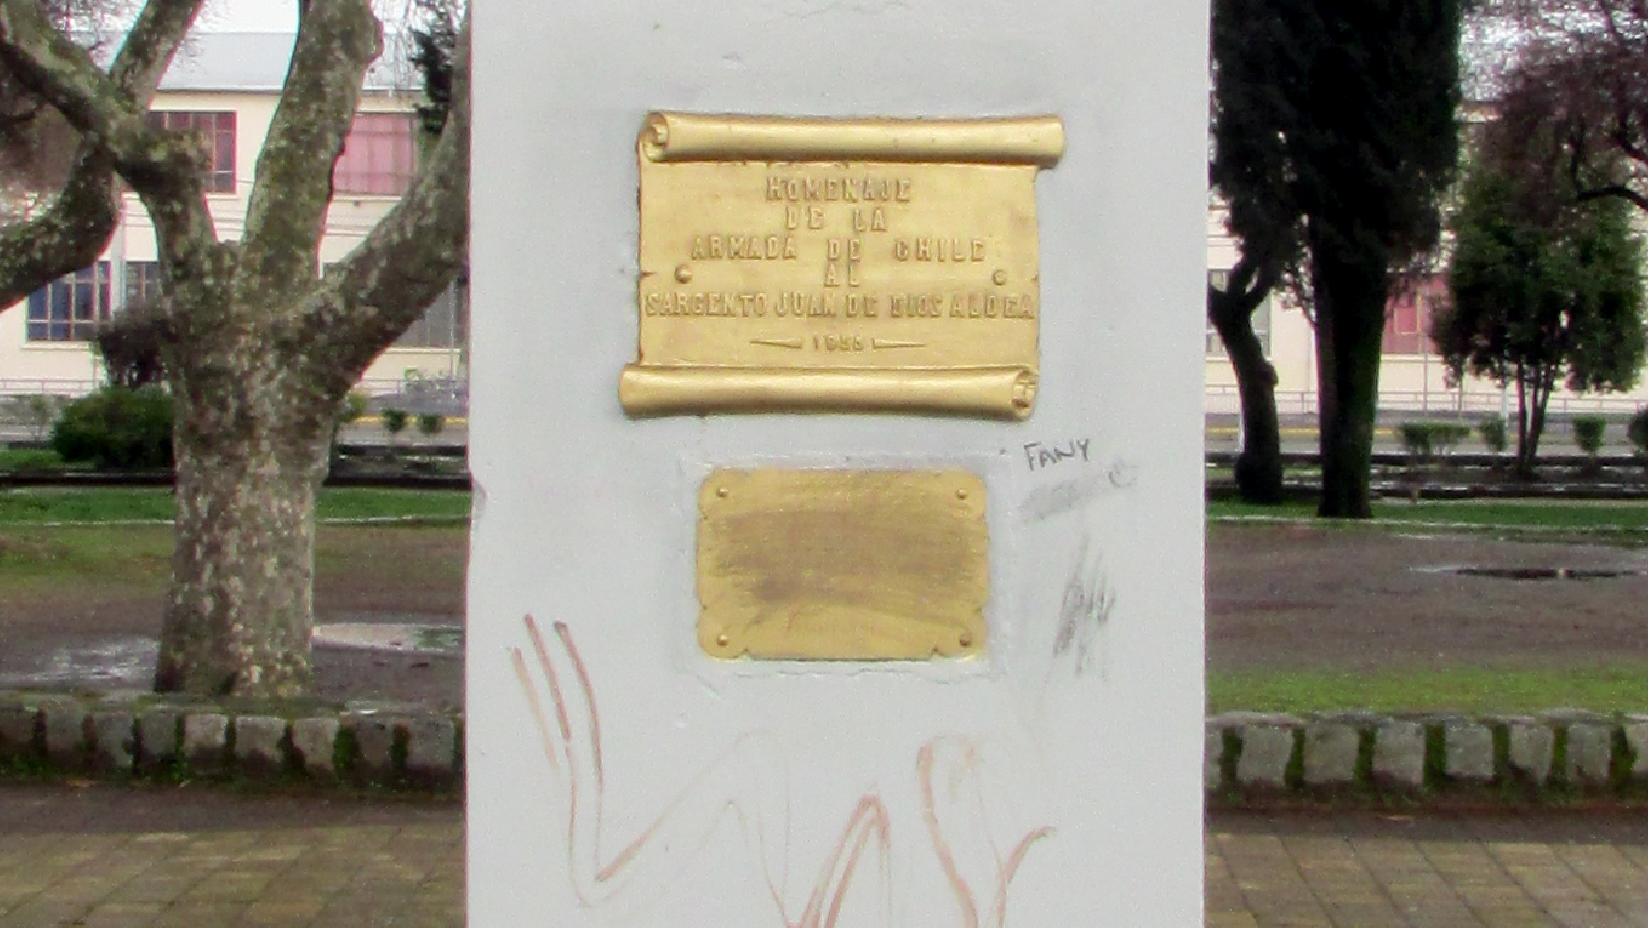 HOMENAJE
DE LA
ARMADA DE CHILE
AL
SARGENTO JUAN DE DIOS ALDEA
FANY